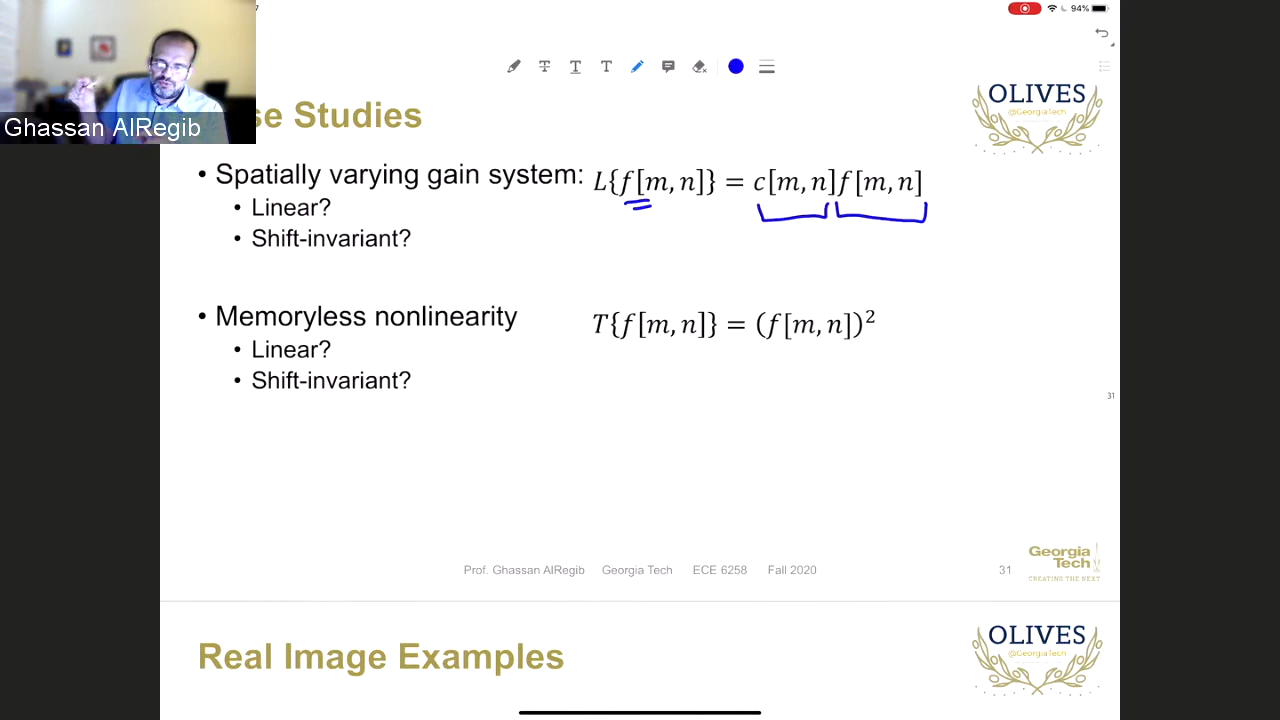 94%
Ghassan AlRegib
se Studies
OLIVES
@GeorgiaTech
• Spatially varying gain system: L{f[m, n]} = c[m, n]f[m, n]
• Linear?
• Shift-invariant?
• Memoryless nonlinearity T{f[m, n]} = (f[m, n])²
• Linear?
• Shift-invariant?
31
Prof. Ghassan AlRegib Georgia Tech ECE 6258 Fall 2020 31
Georgia
Tech
CREATING THE NEXT
Real Image Examples
OLIVES
@GeorgiaTech